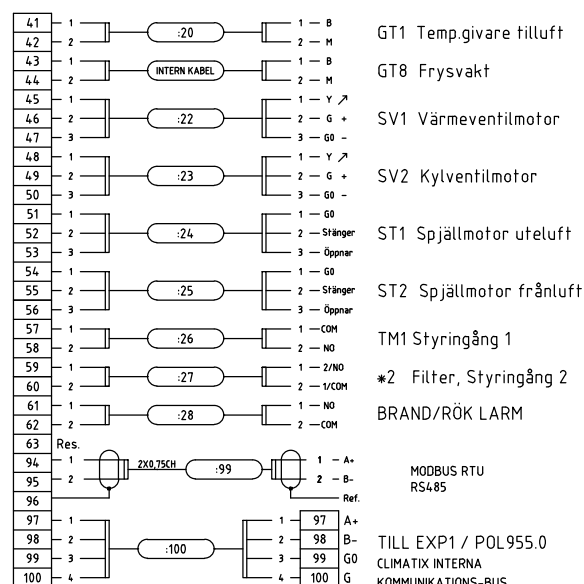 41 1 :20 1 B GT1 Temp.givare tilluft
42 2 2 M
43 1 INTERN KABEL 1 B GT8 Frysvakt
44 2 2 M
45 1 :22 1 Y
46 2 2 G + SV1 Värmeventilmotor
47 3 3 G0 -
48 1 :23 1 Y
49 2 2 G + SV2 Kylventilmotor
50 3 3 G0 -
51 1 :24 1 G0
52 2 2 Stänger ST1 Spjällmotor uteluft
53 3 3 Öppnar
54 1 :25 1 G0
55 2 2 Stänger ST2 Spjällmotor frånluft
56 3 3 Öppnar
57 1 :26 1 COM TM1 Styringång 1
58 2 2 NO
59 1 :27 1 2/NO *2 Filter, Styringång 2
60 2 2 1/COM
61 1 :28 1 NO BRAND/RÖK LARM
62 2 2 COM
63 Res.
94 1 2X0,75CH :99 1 A+ MODBUS RTU
95 2 2 B- RS485
96 Ref.
97 1 :100 1 97 A+
98 2 2 98 B- TILL EXP1 / POL955.0
99 3 3 99 G0 CLIMATIX INTERNA
100 4 4 100 G KOMMUNIKATIONS-BUS